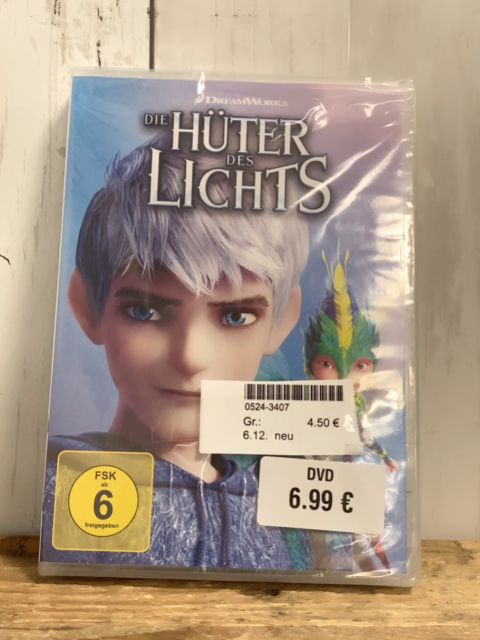 DREAMWORKS
DIE HÜTER
DES
LICHTS
0524-3407
Gr.: 4.50 €
6.12. neu
DVD
6.99 €
FSK
ab
6
freigegeben